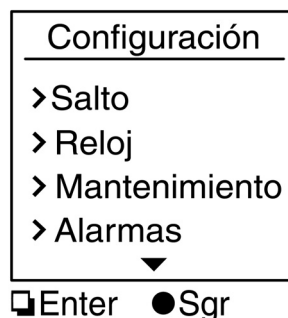 Configuración
> Salto
> Reloj
> Mantenimiento
> Alarmas
Enter Sgr